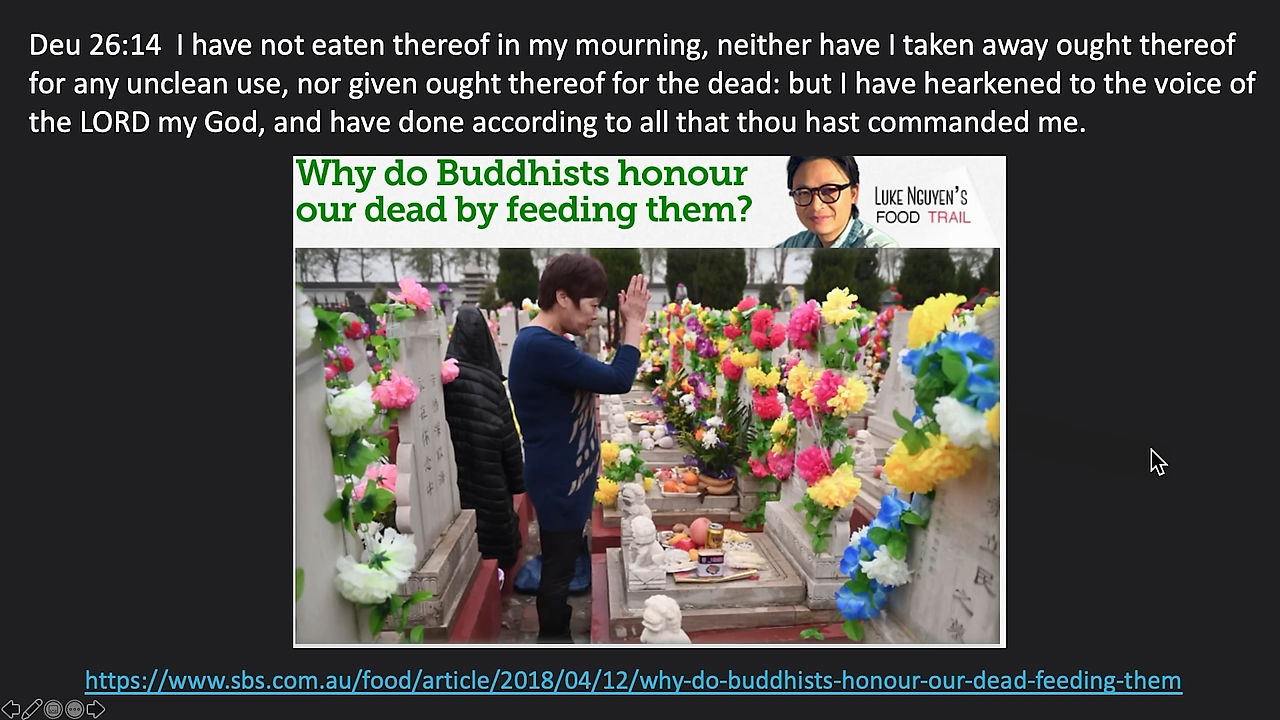 Deu 26:14  I have not eaten thereof in my mourning, neither have I taken away ought thereof
for any unclean use, nor given ought thereof for the dead: but I have hearkened to the voice of
the LORD my God, and have done according to all that thou hast commanded me.
Why do Buddhists honour
our dead by feeding them?
LUKE NGUYEN'S
FOOD TRAIL
https://www.sbs.com.au/food/article/2018/04/12/why-do-buddhists-honour-our-dead-feeding-them